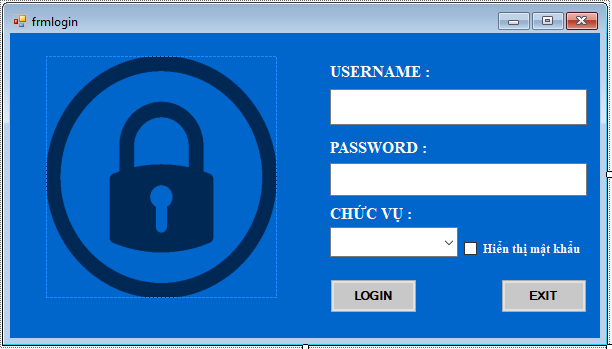 frmlogin
USERNAME :
PASSWORD :
CHỨC VỤ :
Hiển thị mật khẩu
LOGIN
EXIT